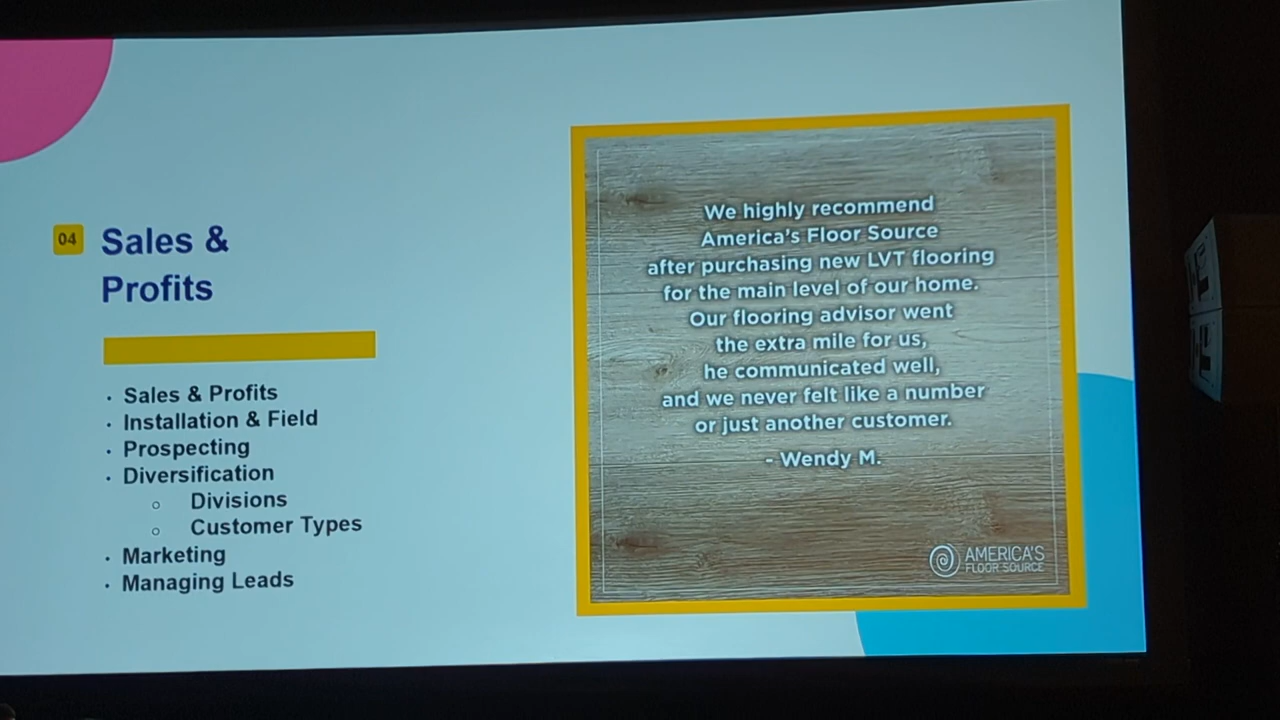 04
Sales &
Profits
· Sales & Profits
· Installation & Field
· Prospecting
· Diversification
o Divisions
o Customer Types
· Marketing
· Managing Leads
We highly recommend
America's Floor Source
after purchasing new LVT flooring
for the main level of our home.
Our flooring advisor went
the extra mile for us,
he communicated well,
and we never felt like a number
or just another customer.
- Wendy M.
AMERICA'S
FLOOR SOURCE